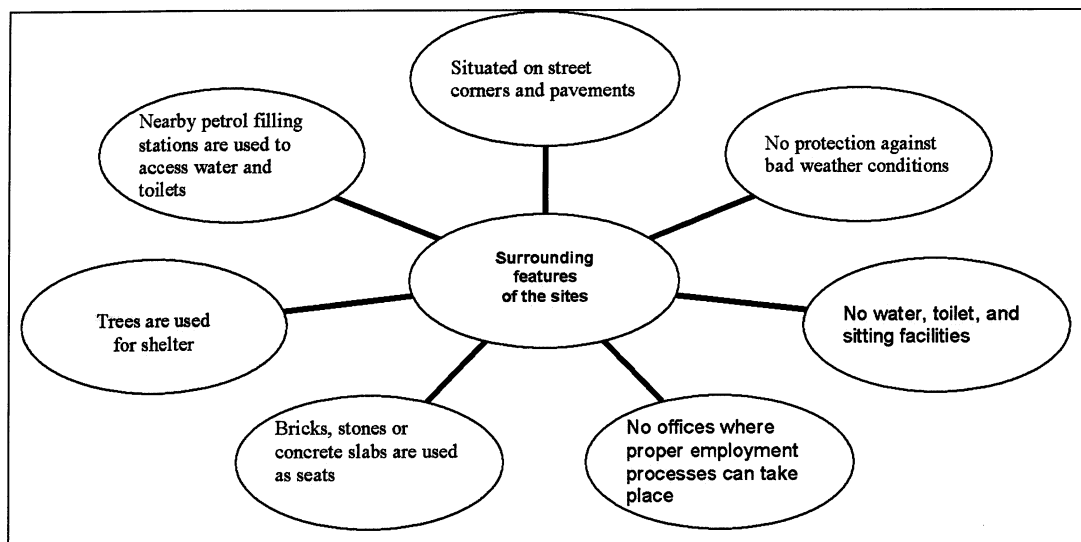 Situated on street
corners and pavements
Nearby petrol filling
stations are used to
access water and
toilets
No protection against
bad weather conditions
Surrounding
features
of the sites
Trees are used
for shelter
No water, toilet, and
sitting facilities
Bricks, stones or
concrete slabs are used
as seats
No offices where
proper employment
processes can take
place